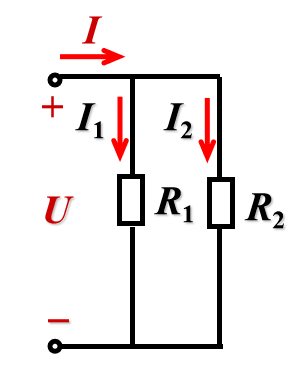 I
+
I₁ I₂
U R₁ R₂
−